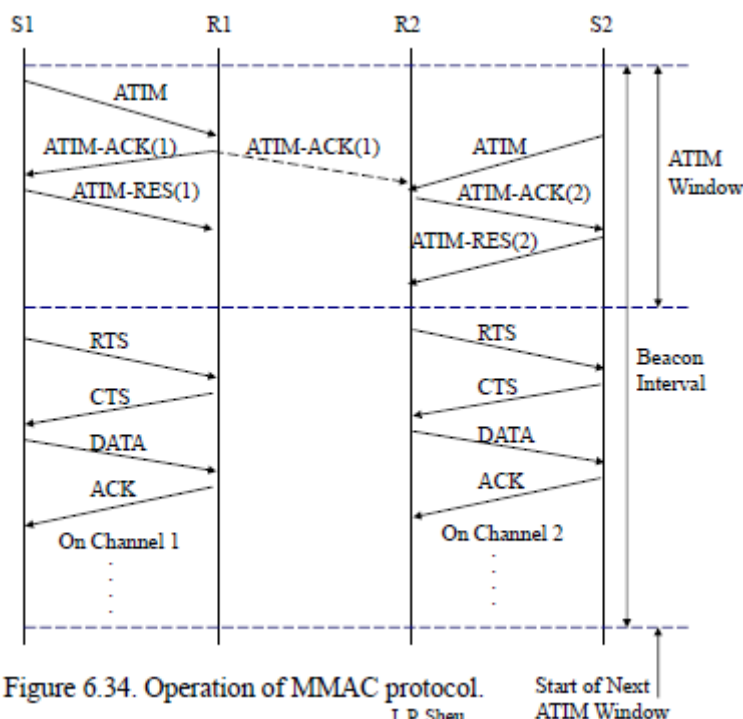 S1 R1 R2 S2
ATIM
ATIM-ACK(1) ATIM-ACK(1) ATIM
ATIM
Window
ATIM-RES(1) ATIM-ACK(2)
ATIM-RES(2)
RTS RTS
Beacon
Interval
CTS CTS
DATA DATA
ACK ACK
On Channel 1 On Channel 2
Figure 6.34. Operation of MMAC protocol.
Start of Next
ATIM Window